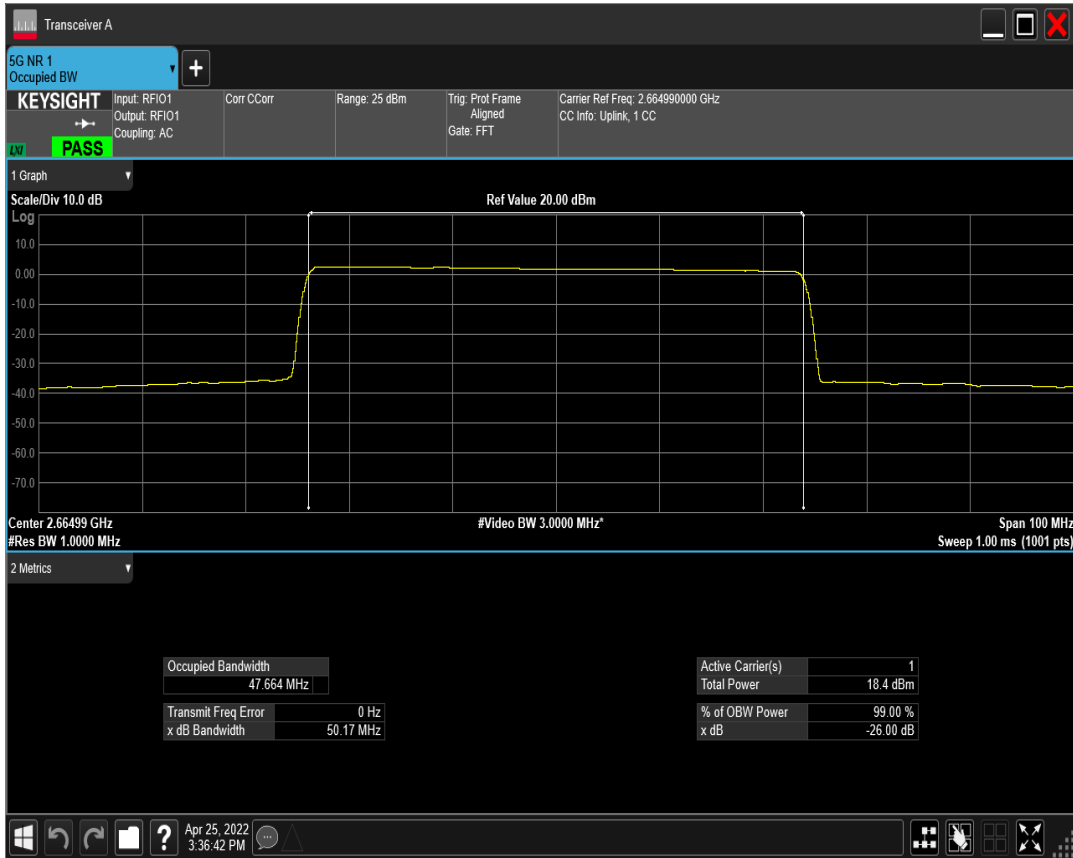 Transceiver A
5G NR 1
Occupied BW
KEYSIGHT
LXI
PASS
Input: RFIO1
Output: RFIO1
Coupling: AC
Corr CCorr
Range: 25 dBm
Trig: Prot Frame
Aligned
Gate: FFT
Carrier Ref Freq: 2.664990000 GHz
CC Info: Uplink, 1 CC
1 Graph
Scale/Div 10.0 dB
Ref Value 20.00 dBm
Log
10.0
0.00
-10.0
-20.0
-30.0
-40.0
-50.0
-60.0
-70.0
Center 2.66499 GHz
#Video BW 3.0000 MHz*
Span 100 MHz
#Res BW 1.0000 MHz
Sweep 1.00 ms (1001 pts)
2 Metrics
Occupied Bandwidth
47.664 MHz
Transmit Freq Error 0 Hz
x dB Bandwidth 50.17 MHz
Active Carrier(s) 1
Total Power 18.4 dBm
% of OBW Power 99.00 %
x dB -26.00 dB
?
Apr 25, 2022
3:36:42 PM